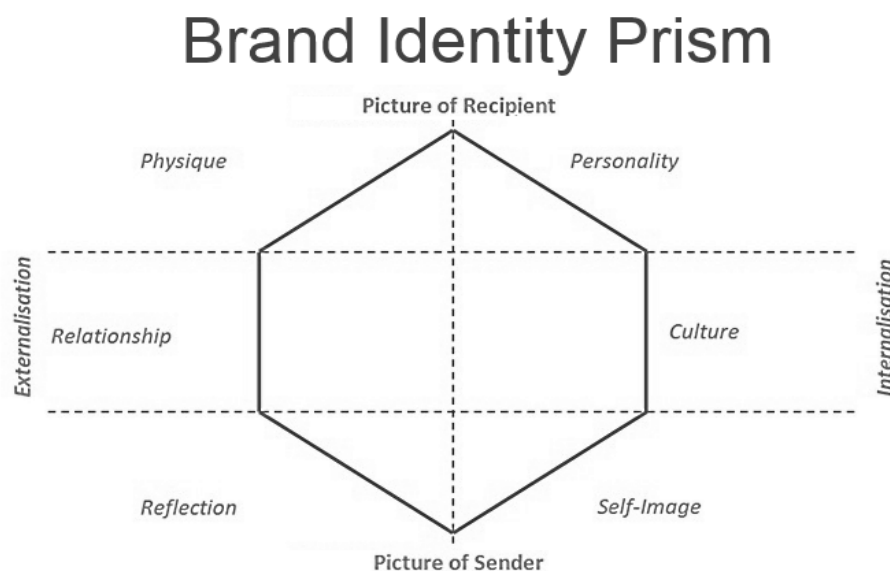 Brand Identity Prism
Picture of Recipient
Physique
Personality
Externalisation
Internalisation
Relationship
Culture
Reflection
Self-Image
Picture of Sender